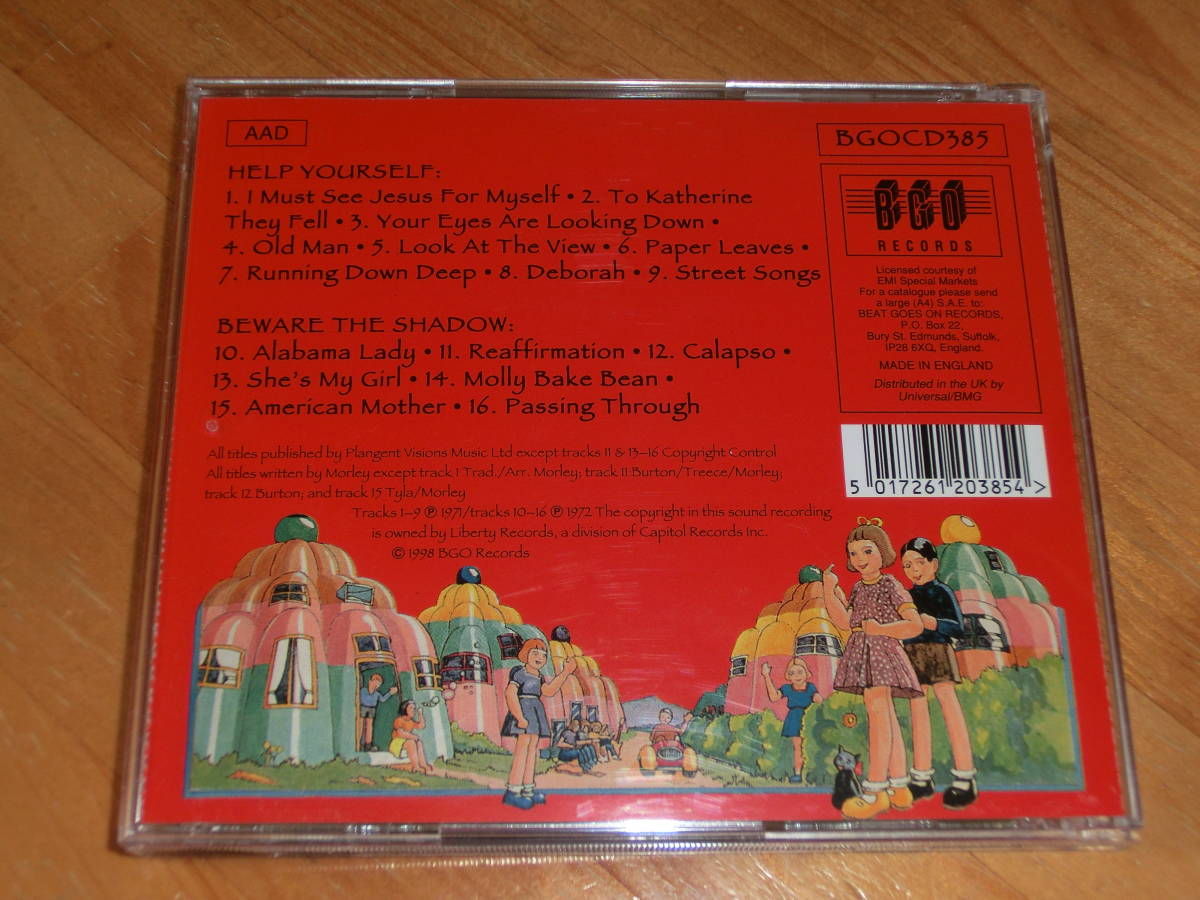 AAD
HELP YOURSELF:
1. I Must See Jesus For Myself • 2. To Katherine
They Fell • 3. Your Eyes Are Looking Down •
4. Old Man • 5. Look At The View • 6. Paper Leaves •
7. Running Down Deep • 8. Deborah • 9. Street Songs
BEWARE THE SHADOW:
10. Alabama Lady • 11. Reaffirmation • 12. Calapso •
13. She's My Girl • 14. Molly Bake Bean •
15. American Mother • 16. Passing Through
All titles published by Plangent Visions Music Ltd except tracks 11 & 13–16 Copyright Control
All titles written by Morley except track 1 Trad./Arr. Morley; track 11 Burton/Treece/Morley;
track 12 Burton; and track 15 Tyla/Morley
Tracks 1–9 ℗ 1971/tracks 10–16 ℗ 1972 The copyright in this sound recording
is owned by Liberty Records, a division of Capitol Records Inc.
© 1998 BGO Records
BGOCD385
BGO
RECORDS
Licensed courtesy of
EMI Special Markets
For a catalogue please send
a large (A4) S.A.E. to:
BEAT GOES ON RECORDS,
P.O. Box 22,
Bury St. Edmunds, Suffolk,
IP28 6XQ, England.
MADE IN ENGLAND
Distributed in the UK by
Universal/BMG
5 017261 203854 >